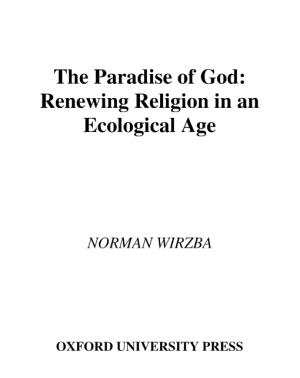 The Paradise of God:
Renewing Religion in an
Ecological Age
NORMAN WIRZBA
OXFORD UNIVERSITY PRESS